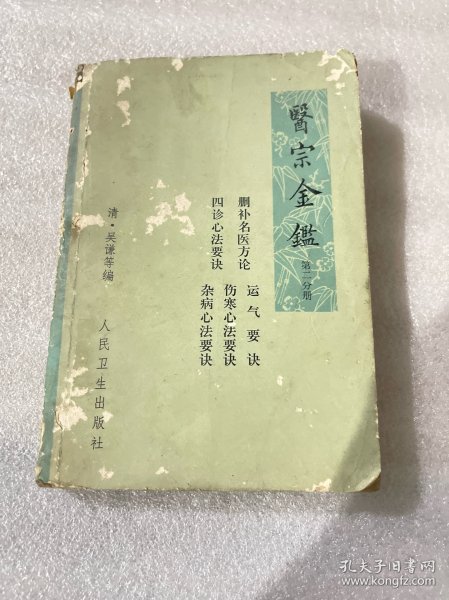 醫宗金鑑
第二分册
删补名医方论
运气要诀
四诊心法要诀
伤寒心法要诀
杂病心法要诀
清·吴谦等编
人民卫生出版社
孔夫子旧书网
www.kongfz.com